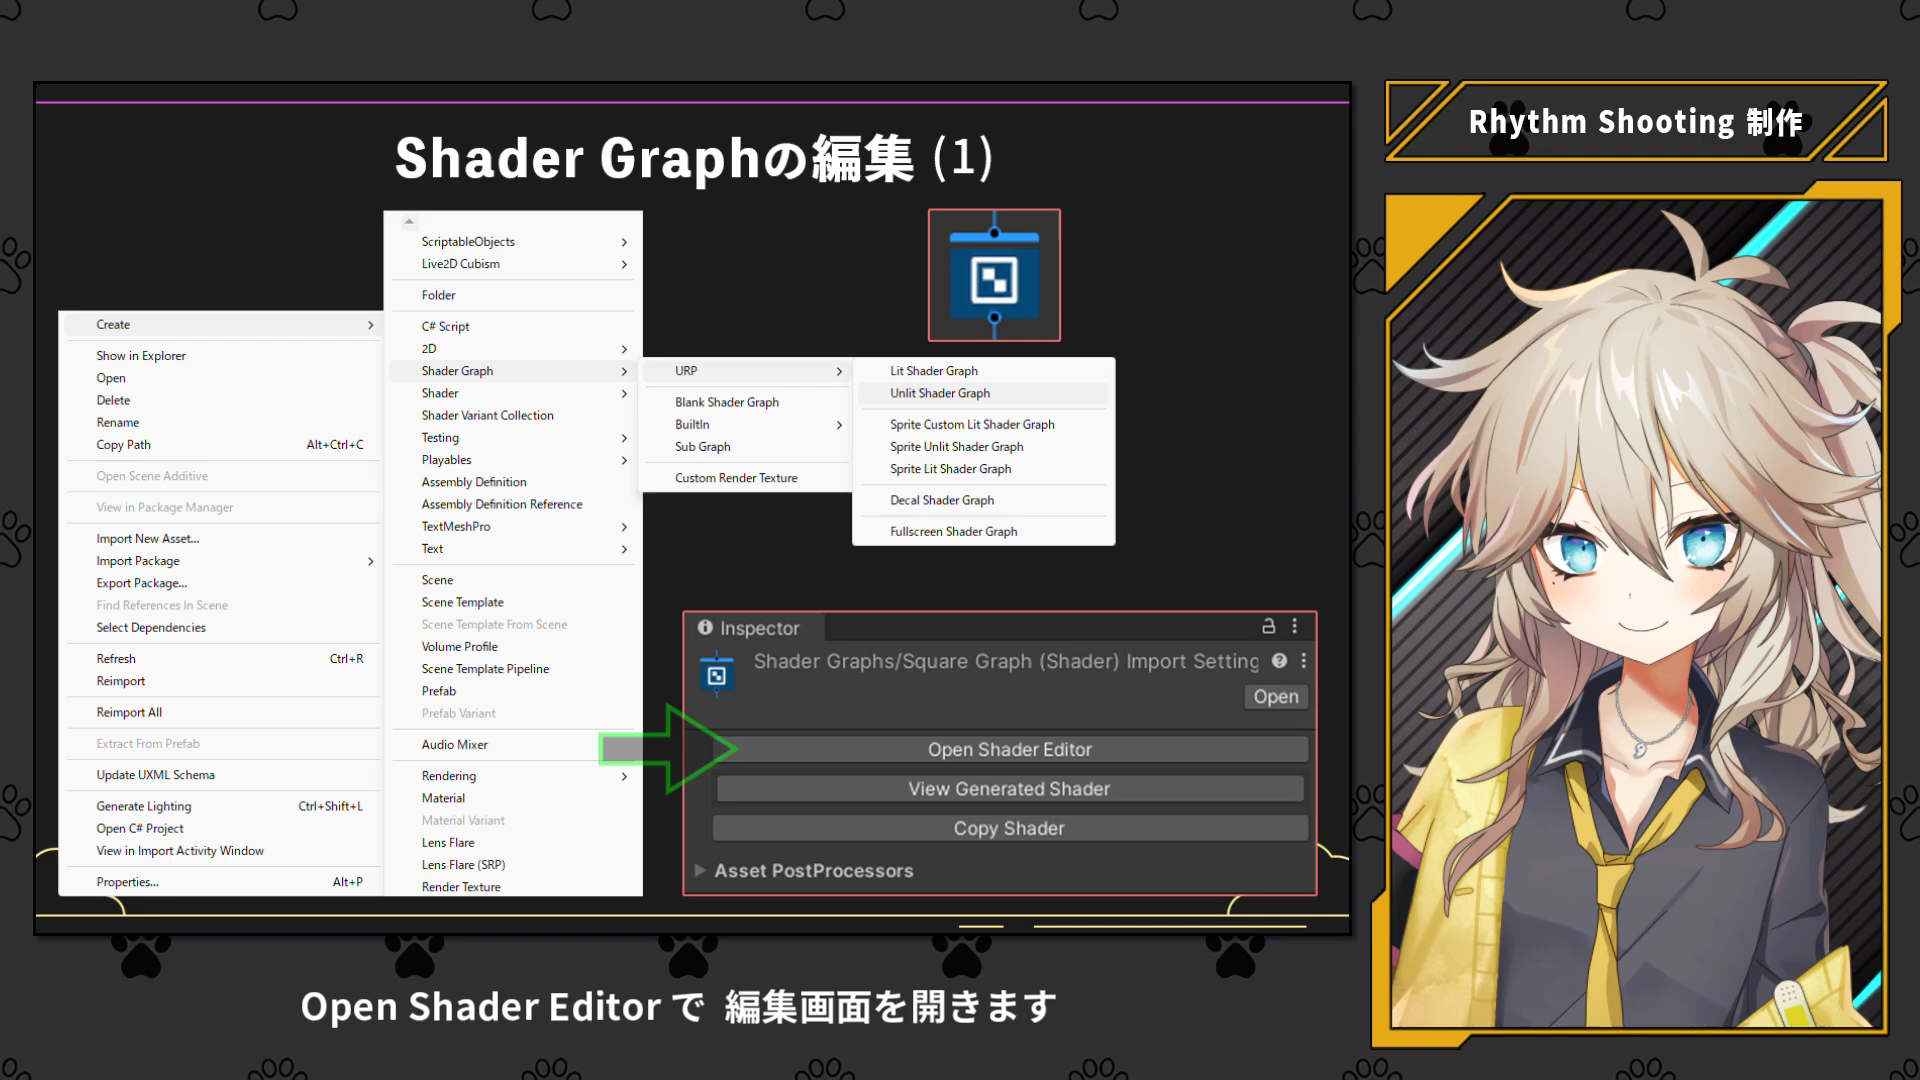 Rhythm Shooting 制作
Shader Graphの編集 (1)
Create
Show in Explorer
Open
Delete
Rename
Copy Path Alt+Ctrl+C
Open Scene Additive
View in Package Manager
Import New Asset...
Import Package
Export Package...
Find References In Scene
Select Dependencies
Refresh Ctrl+R
Reimport
Reimport All
Extract From Prefab
Update UXML Schema
Generate Lighting Ctrl+Shift+L
Open C# Project
View in Import Activity Window
Properties... Alt+P
ScriptableObjects
Live2D Cubism
Folder
C# Script
2D
Shader Graph
Shader
Shader Variant Collection
Testing
Playables
Assembly Definition
Assembly Definition Reference
TextMeshPro
Text
Scene
Scene Template
Scene Template From Scene
Volume Profile
Scene Template Pipeline
Prefab
Prefab Variant
Audio Mixer
Rendering
Material
Material Variant
Lens Flare
Lens Flare (SRP)
Render Texture
URP
Blank Shader Graph
BuiltIn
Sub Graph
Custom Render Texture
Lit Shader Graph
Unlit Shader Graph
Sprite Custom Lit Shader Graph
Sprite Unlit Shader Graph
Sprite Lit Shader Graph
Decal Shader Graph
Fullscreen Shader Graph
Inspector
Shader Graphs/Square Graph (Shader) Import Setting
Open
Open Shader Editor
View Generated Shader
Copy Shader
Asset PostProcessors
Open Shader Editor で 編集画面を開きます